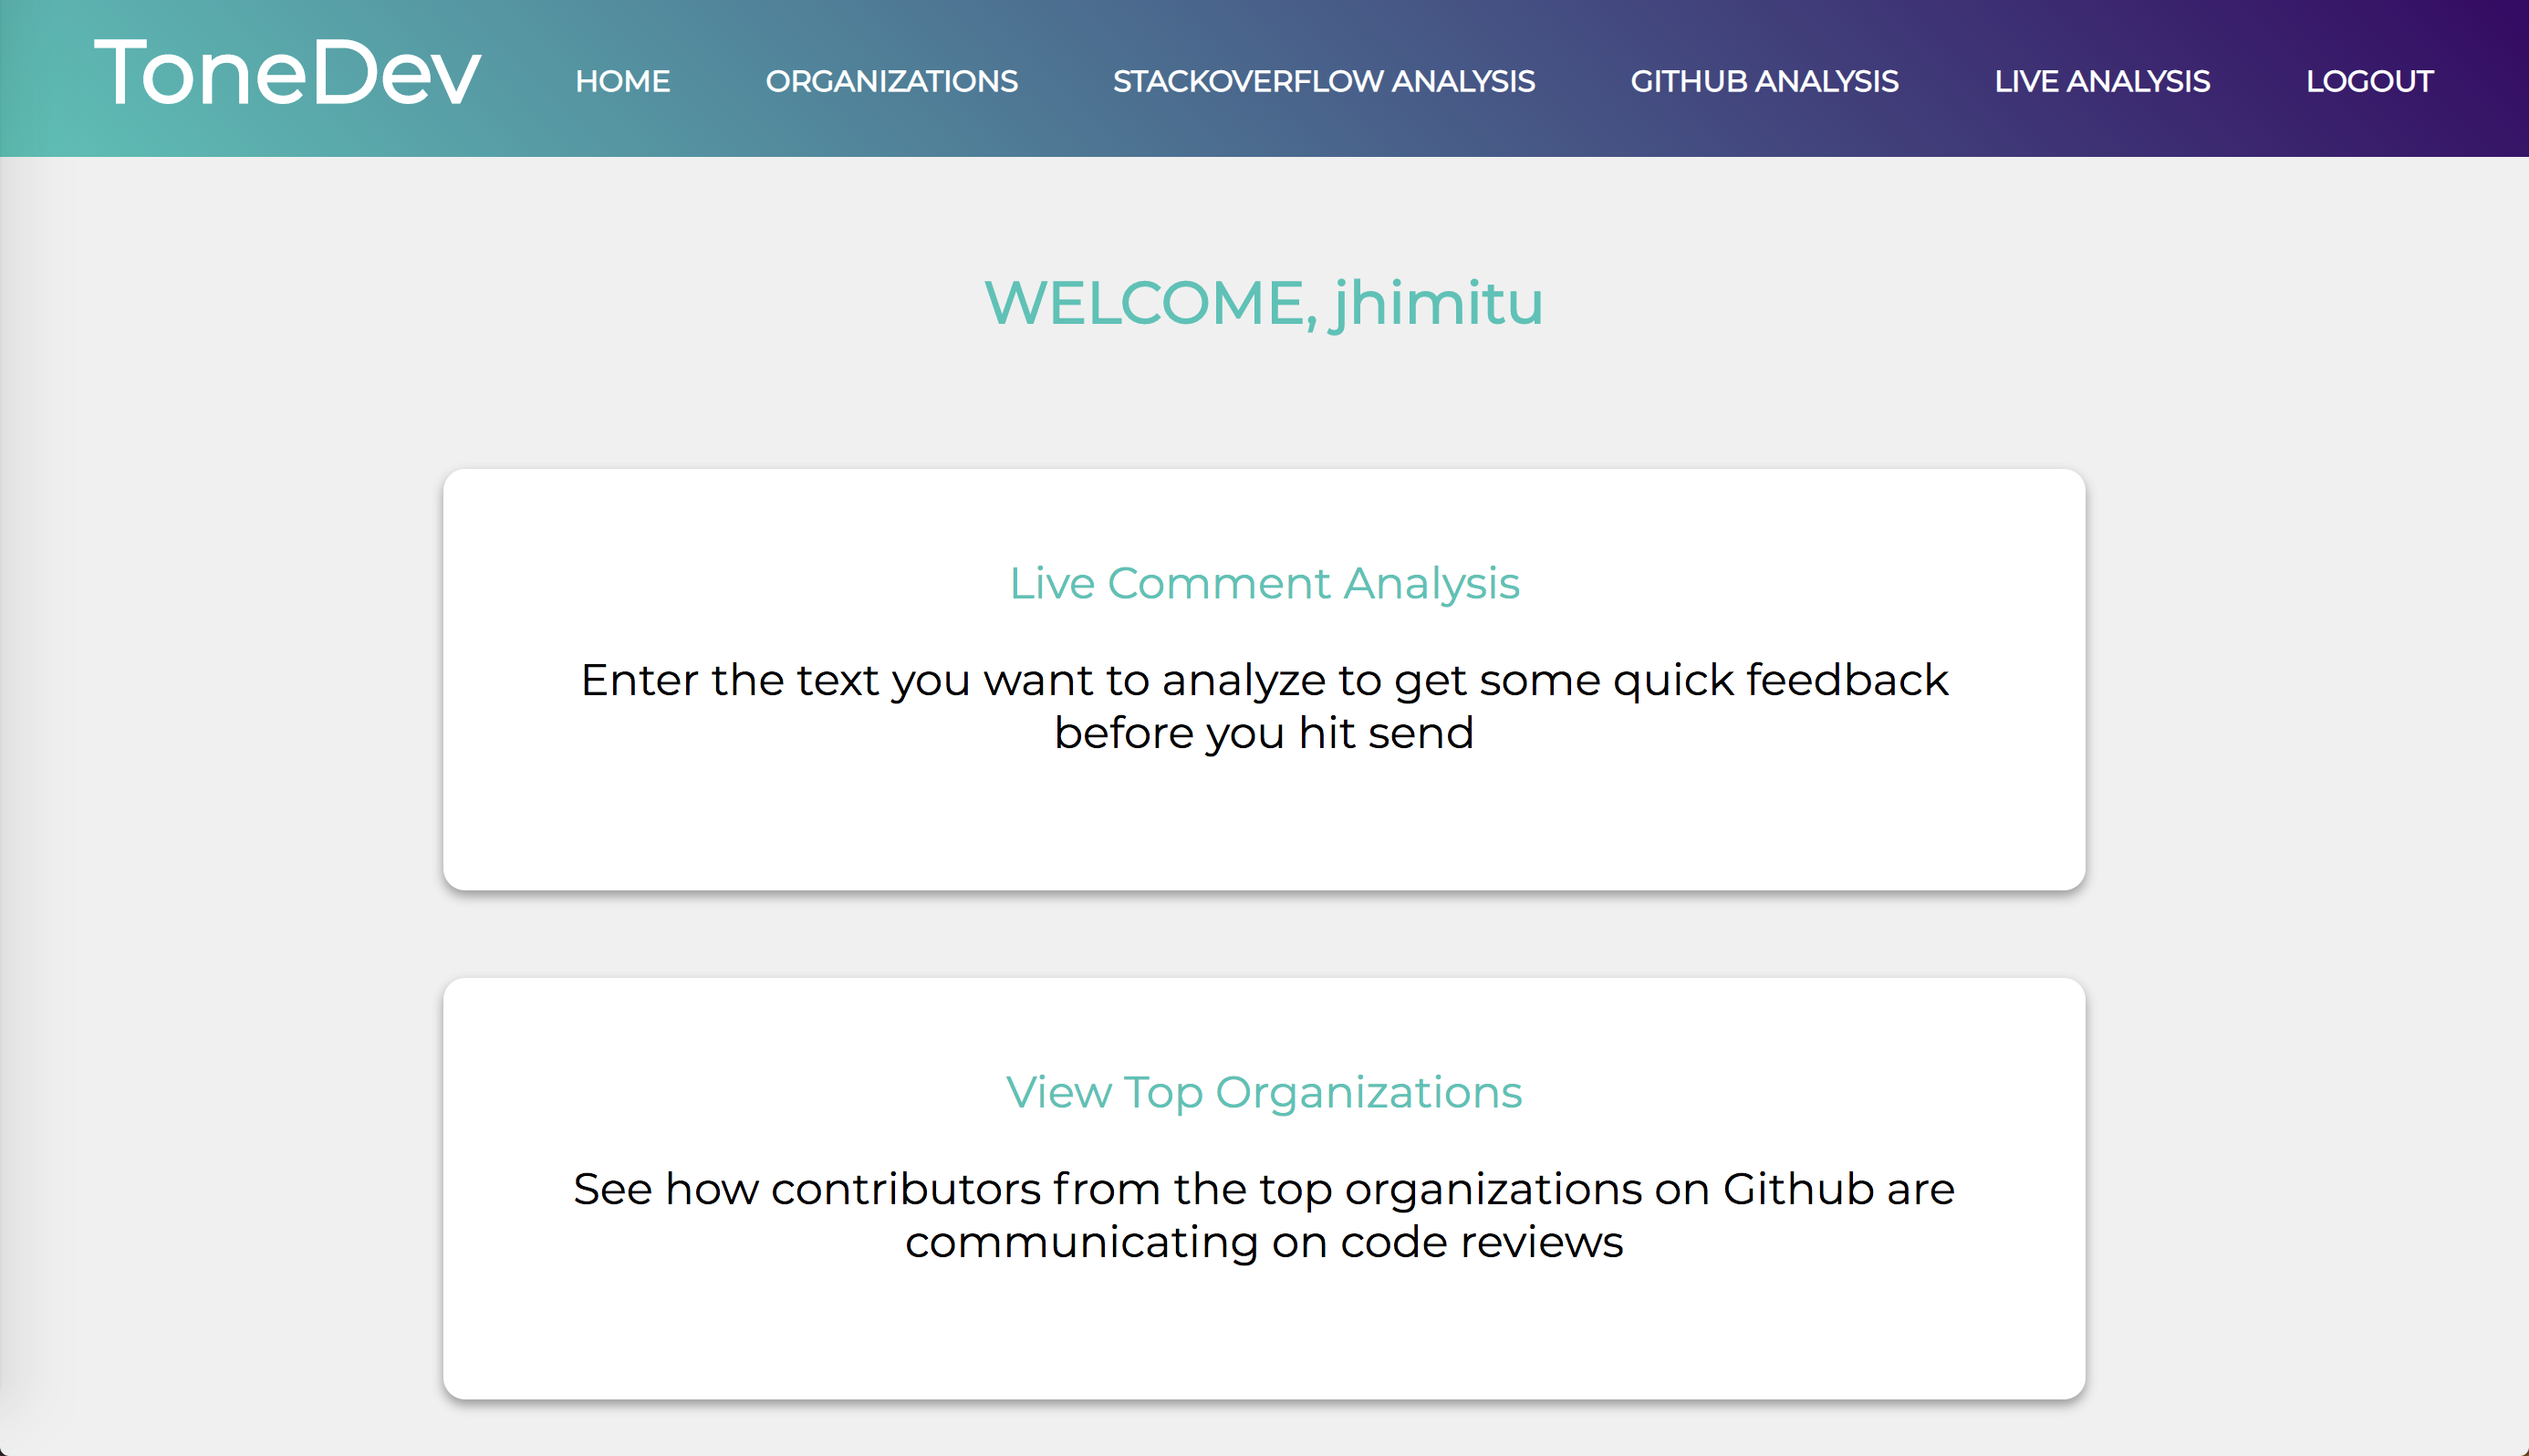 ToneDev HOME ORGANIZATIONS STACKOVERFLOW ANALYSIS GITHUB ANALYSIS LIVE ANALYSIS LOGOUT
WELCOME, jhimitu
Live Comment Analysis
Enter the text you want to analyze to get some quick feedback
before you hit send
View Top Organizations
See how contributors from the top organizations on Github are
communicating on code reviews